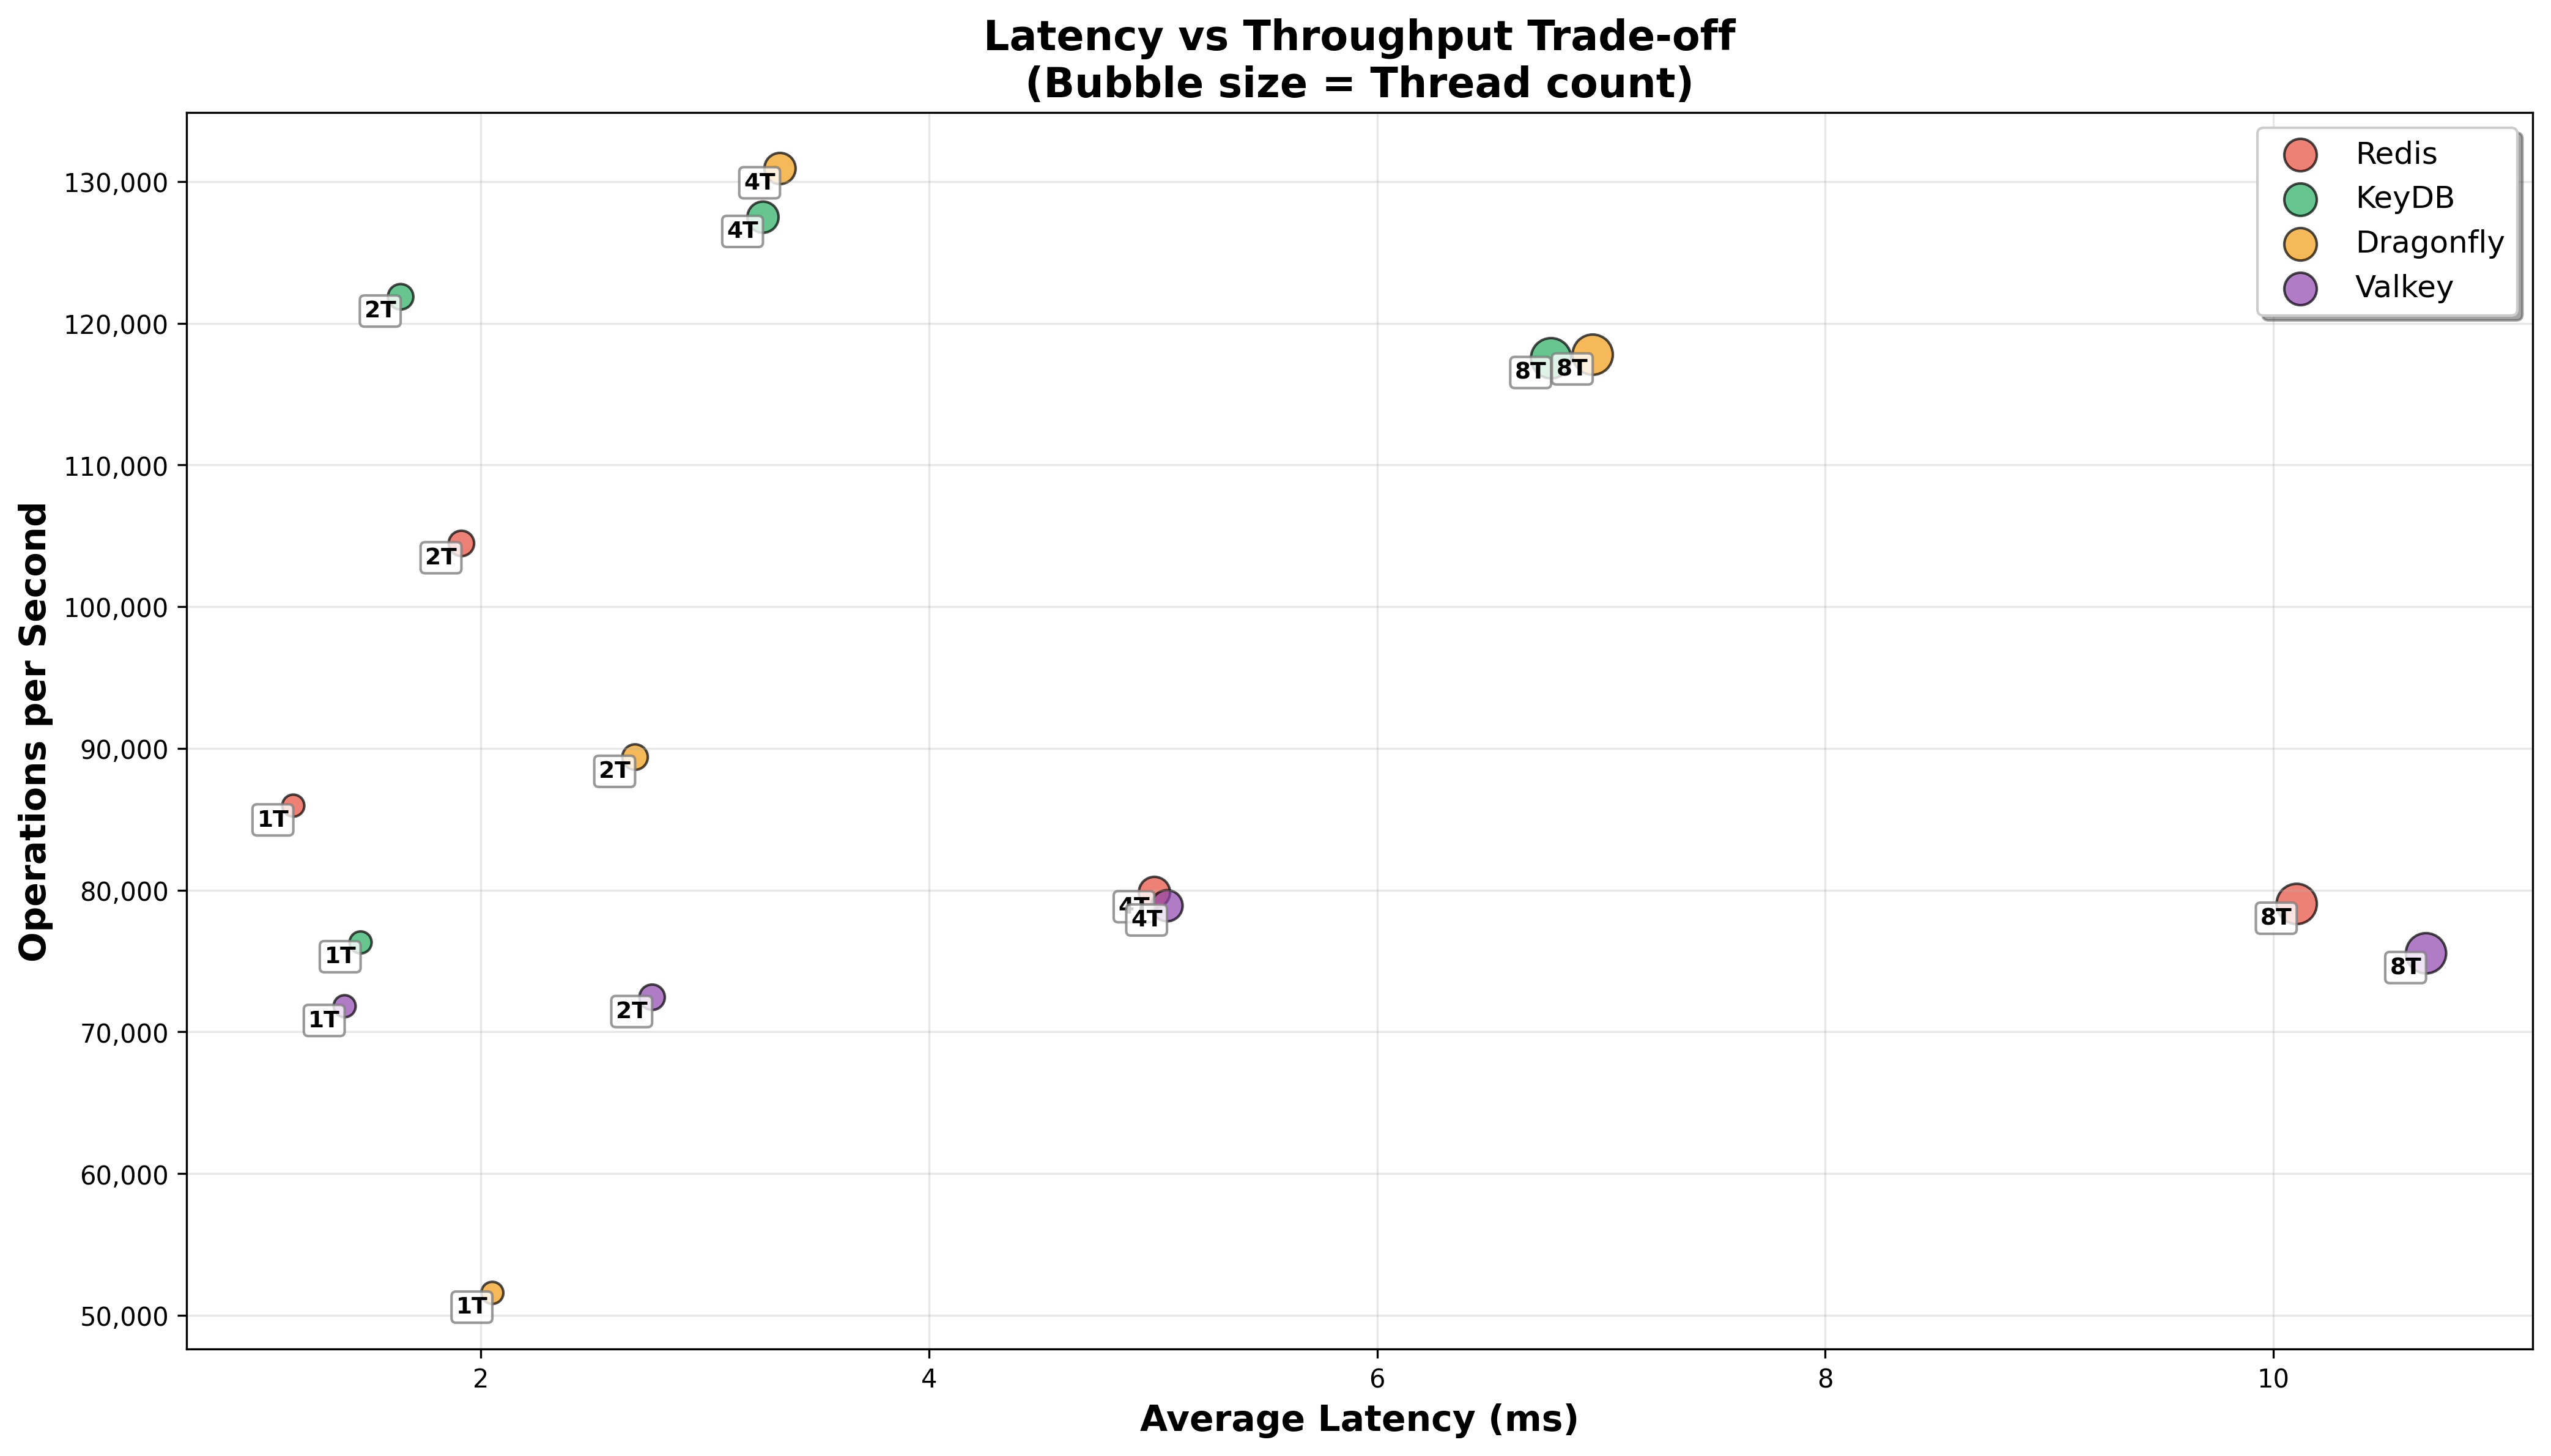 Latency vs Throughput Trade-off
(Bubble size = Thread count)
Redis
KeyDB
Dragonfly
Valkey
Operations per Second
130,000
120,000
110,000
100,000
90,000
80,000
70,000
60,000
50,000
4T
4T
2T
8T
8T
2T
2T
1T
4T
4T
8T
1T
8T
1T
2T
1T
2
4
6
8
10
Average Latency (ms)